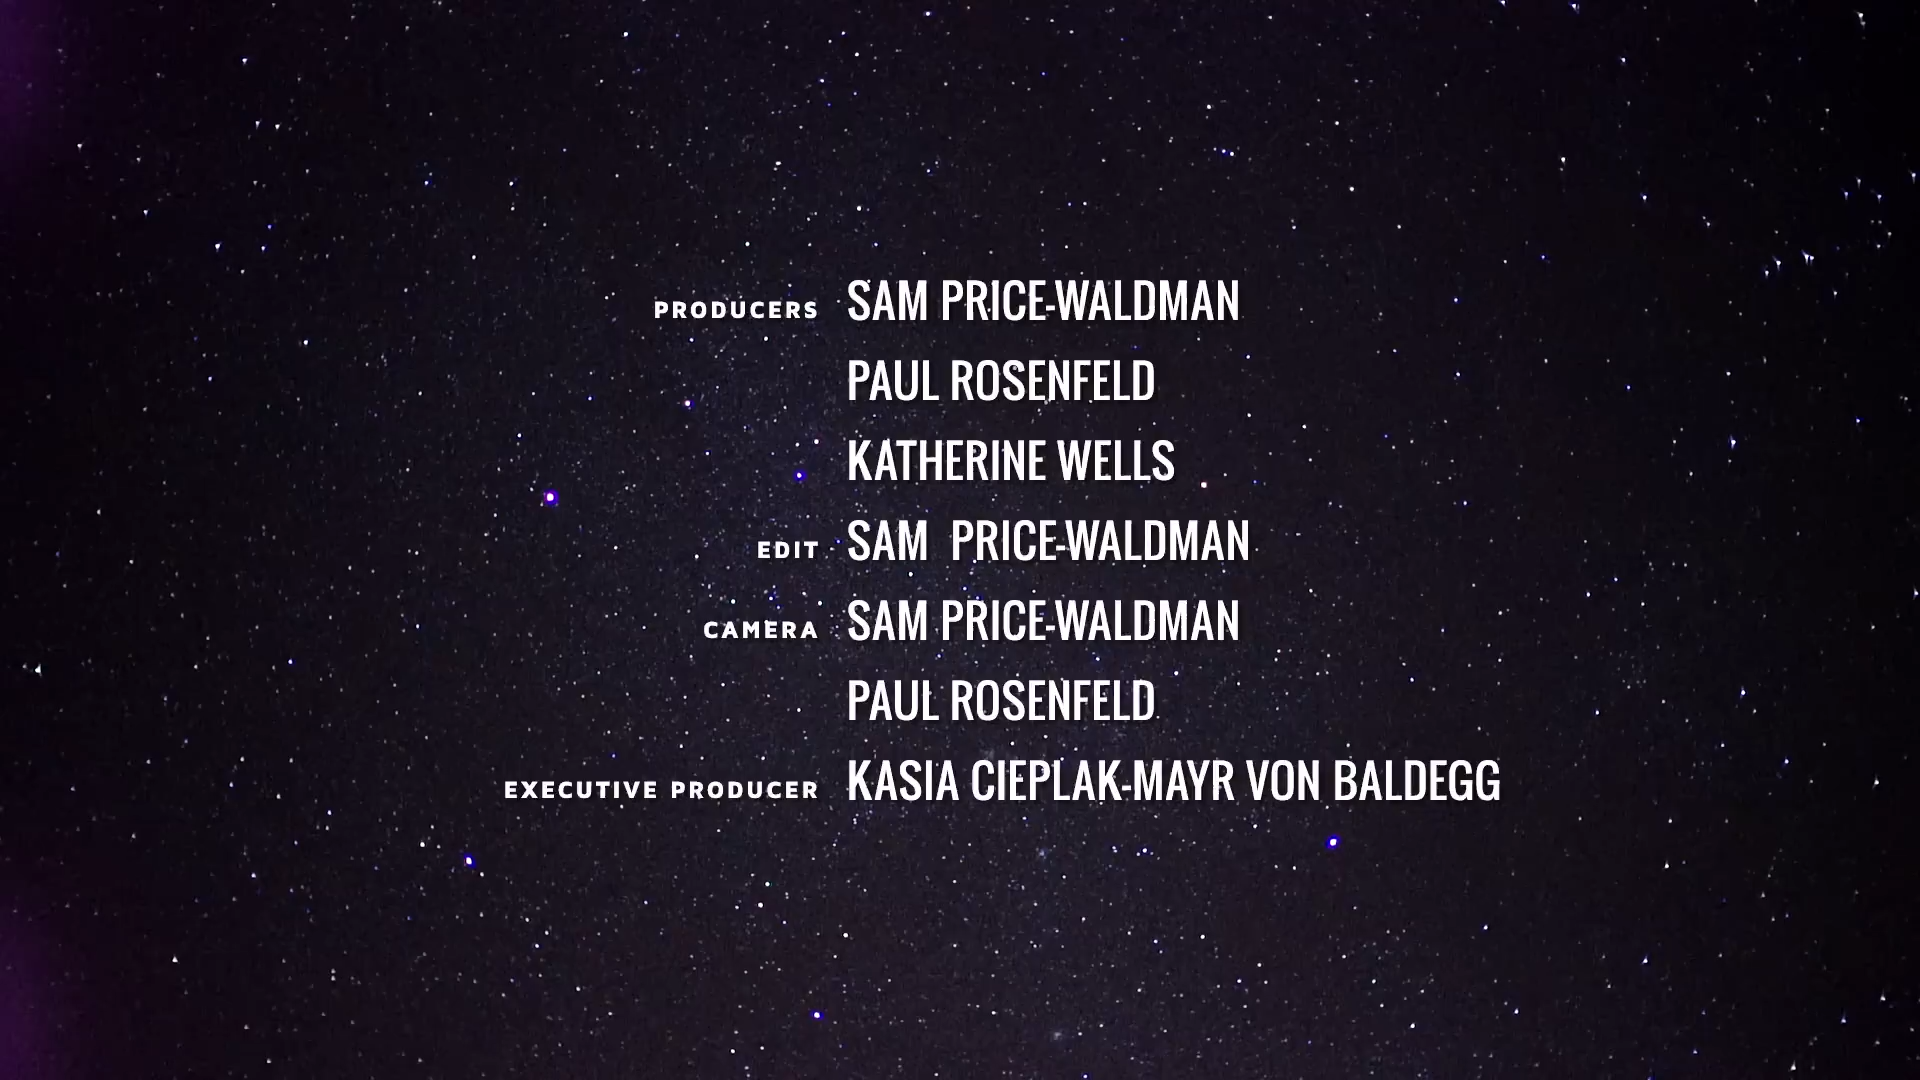 PRODUCERS SAM PRICE-WALDMAN
PAUL ROSENFELD
KATHERINE WELLS
EDIT SAM PRICE-WALDMAN
CAMERA SAM PRICE-WALDMAN
PAUL ROSENFELD
EXECUTIVE PRODUCER KASIA CIEPLAK-MAYR VON BALDEGG